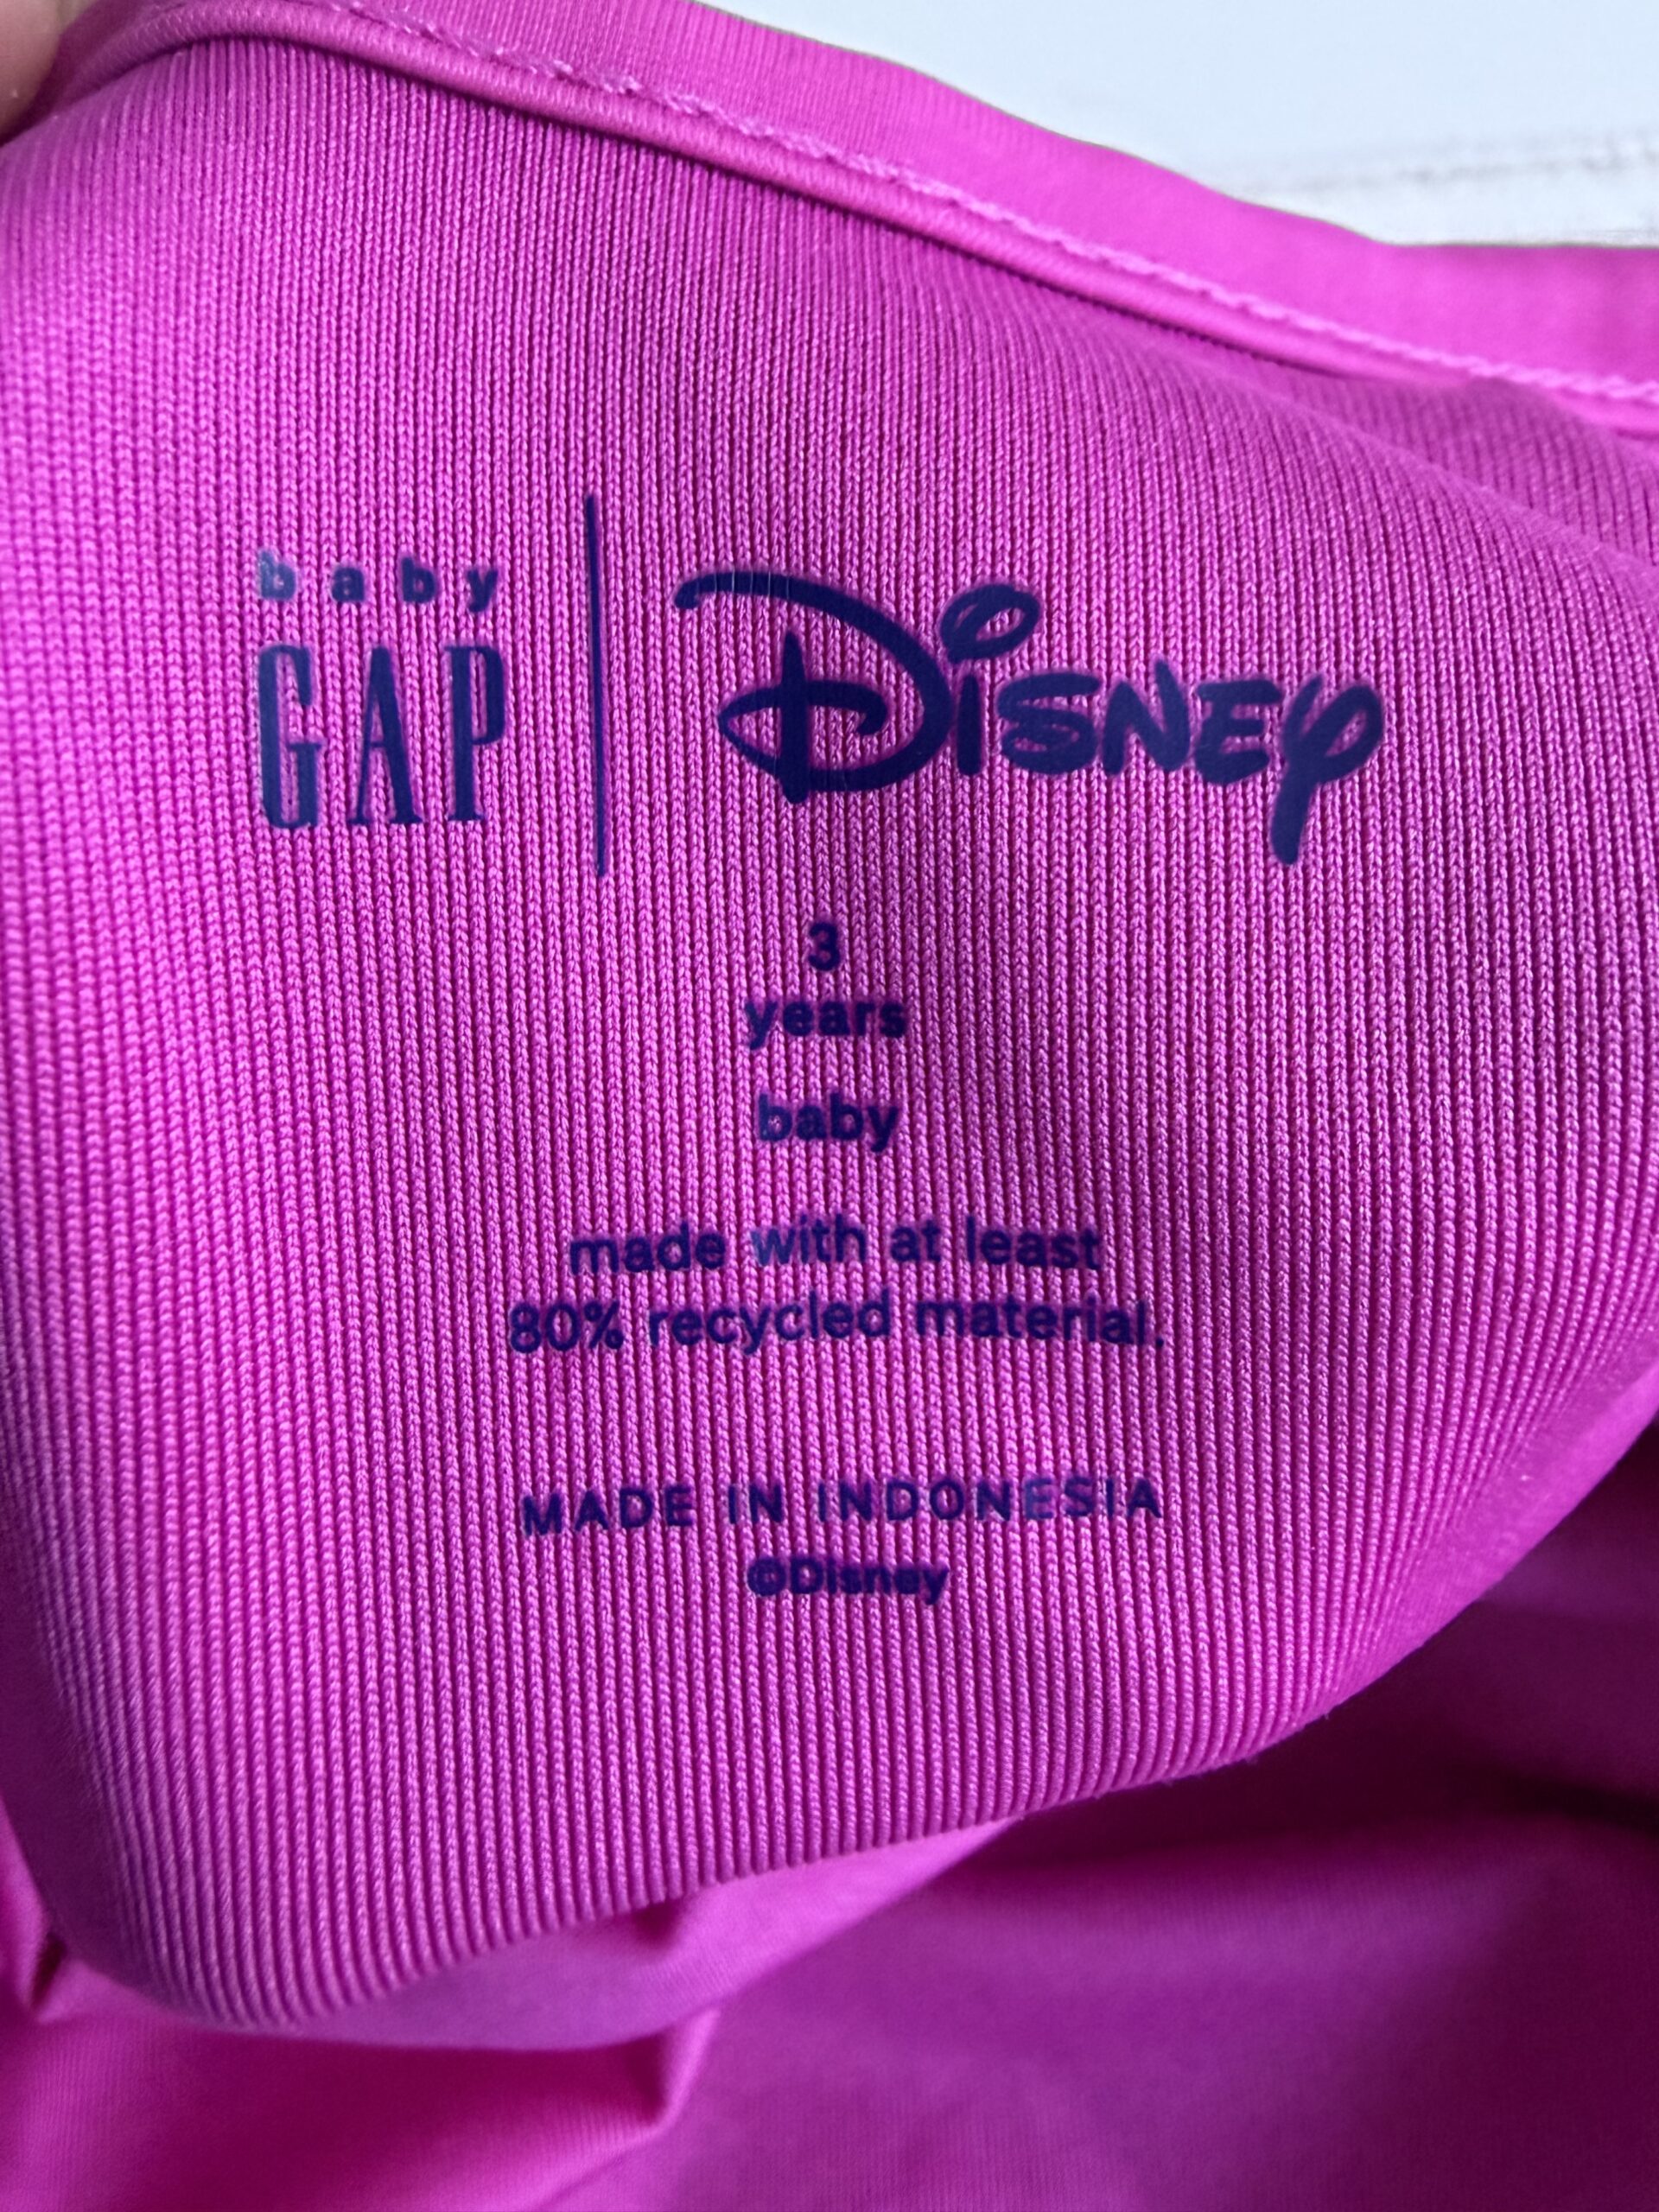 baby
GAP
Disney
3
years
baby
made with at least
80% recycled material.
MADE IN INDONESIA
©Disney